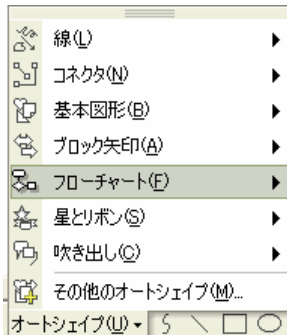 線(L)
コネクタ(N)
基本図形(B)
ブロック矢印(A)
フローチャート(F)
星とリボン(S)
吹き出し(C)
その他のオートシェイプ(M)...
オートシェイプ(U)